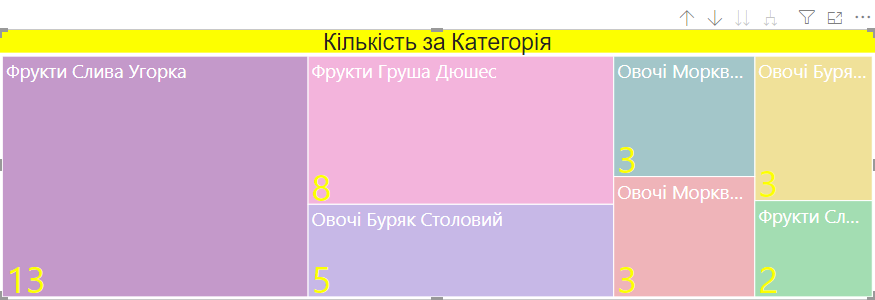 Кількість за Категорія
Фрукти Слива Угорка
13
Фрукти Груша Дюшес
8
Овочі Буряк Столовий
5
Овочі Моркв...
3
Овочі Моркв...
3
Овочі Буря...
3
Фрукти Сл...
2